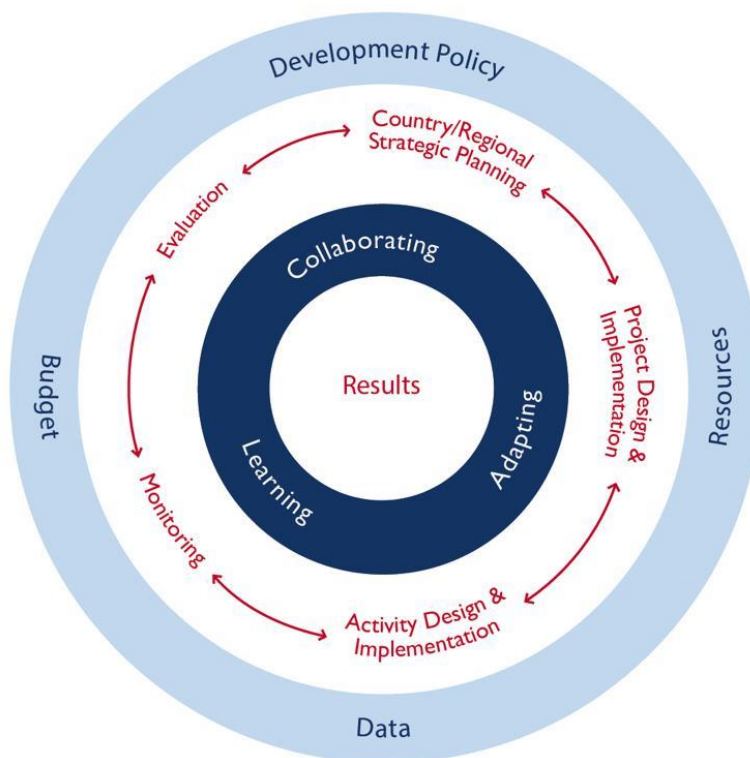 Development Policy
Country/Regional
Strategic Planning
Evaluation
Collaborating
Project Design &
Implementation
Budget
Results
Resources
Adapting
Learning
Monitoring
Activity Design &
Implementation
Data